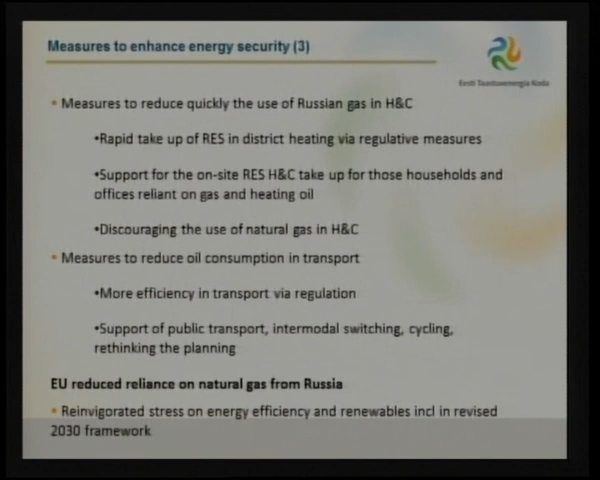 Measures to enhance energy security (3)
Eesti Taastuvenergia Koda
• Measures to reduce quickly the use of Russian gas in H&C
•Rapid take up of RES in district heating via regulative measures
•Support for the on-site RES H&C take up for those households and
offices reliant on gas and heating oil
•Discouraging the use of natural gas in H&C
• Measures to reduce oil consumption in transport
•More efficiency in transport via regulation
•Support of public transport, intermodal switching, cycling,
rethinking the planning
EU reduced reliance on natural gas from Russia
• Reinvigorated stress on energy efficiency and renewables incl in revised
2030 framework